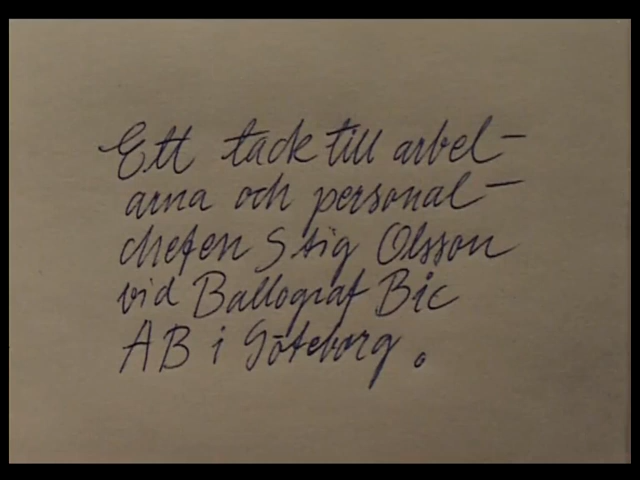 Ett tack till arbet-
arna och personal-
chefen Stig Olsson
vid Ballograf Bic
AB i Göteborg.